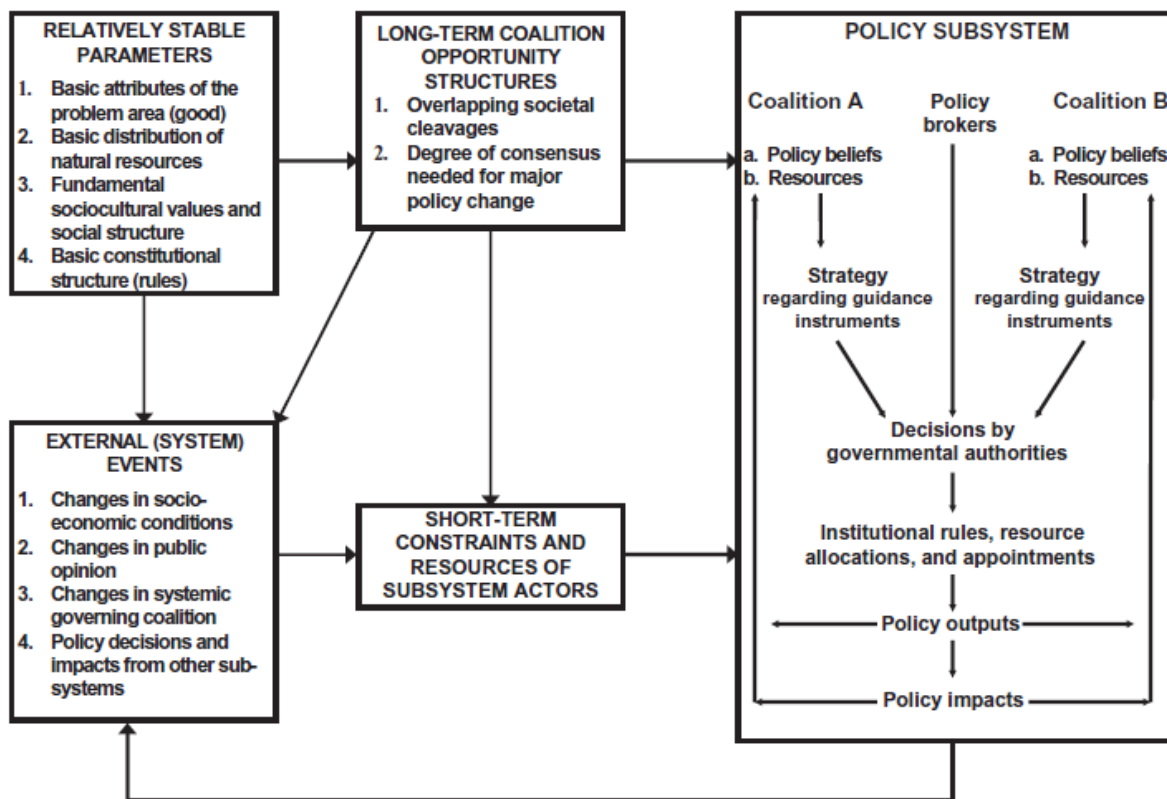 RELATIVELY STABLE
PARAMETERS
1. Basic attributes of the
problem area (good)
2. Basic distribution of
natural resources
3. Fundamental
sociocultural values and
social structure
4. Basic constitutional
structure (rules)
LONG-TERM COALITION
OPPORTUNITY
STRUCTURES
1. Overlapping societal
cleavages
2. Degree of consensus
needed for major
policy change
EXTERNAL (SYSTEM)
EVENTS
1. Changes in socio-
economic conditions
2. Changes in public
opinion
3. Changes in systemic
governing coalition
4. Policy decisions and
impacts from other sub-
systems
SHORT-TERM
CONSTRAINTS AND
RESOURCES OF
SUBSYSTEM ACTORS
POLICY SUBSYSTEM
Coalition A
a. Policy beliefs
b. Resources
Strategy
regarding guidance
instruments
Policy
brokers
Coalition B
a. Policy beliefs
b. Resources
Strategy
regarding guidance
instruments
Decisions by
governmental authorities
Institutional rules, resource
allocations, and appointments
Policy outputs
Policy impacts